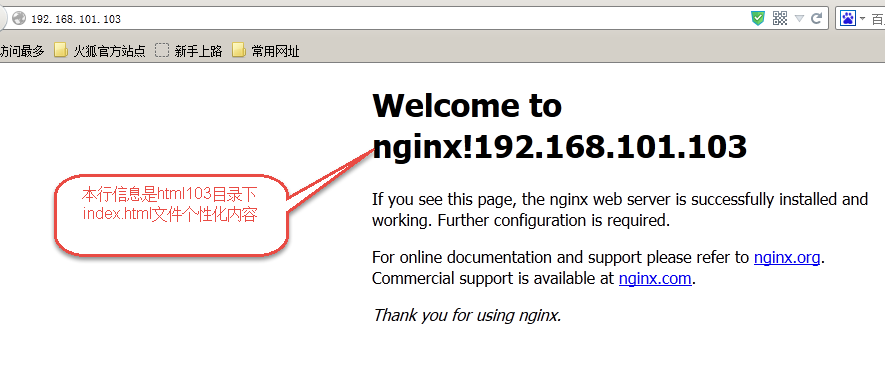 192.168.101.103
百
访问最多 火狐官方站点 新手上路 常用网址
Welcome to
nginx!192.168.101.103
本行信息是html103目录下
index.html文件个性化内容
If you see this page, the nginx web server is successfully installed and
working. Further configuration is required.
For online documentation and support please refer to nginx.org.
Commercial support is available at nginx.com.
Thank you for using nginx.